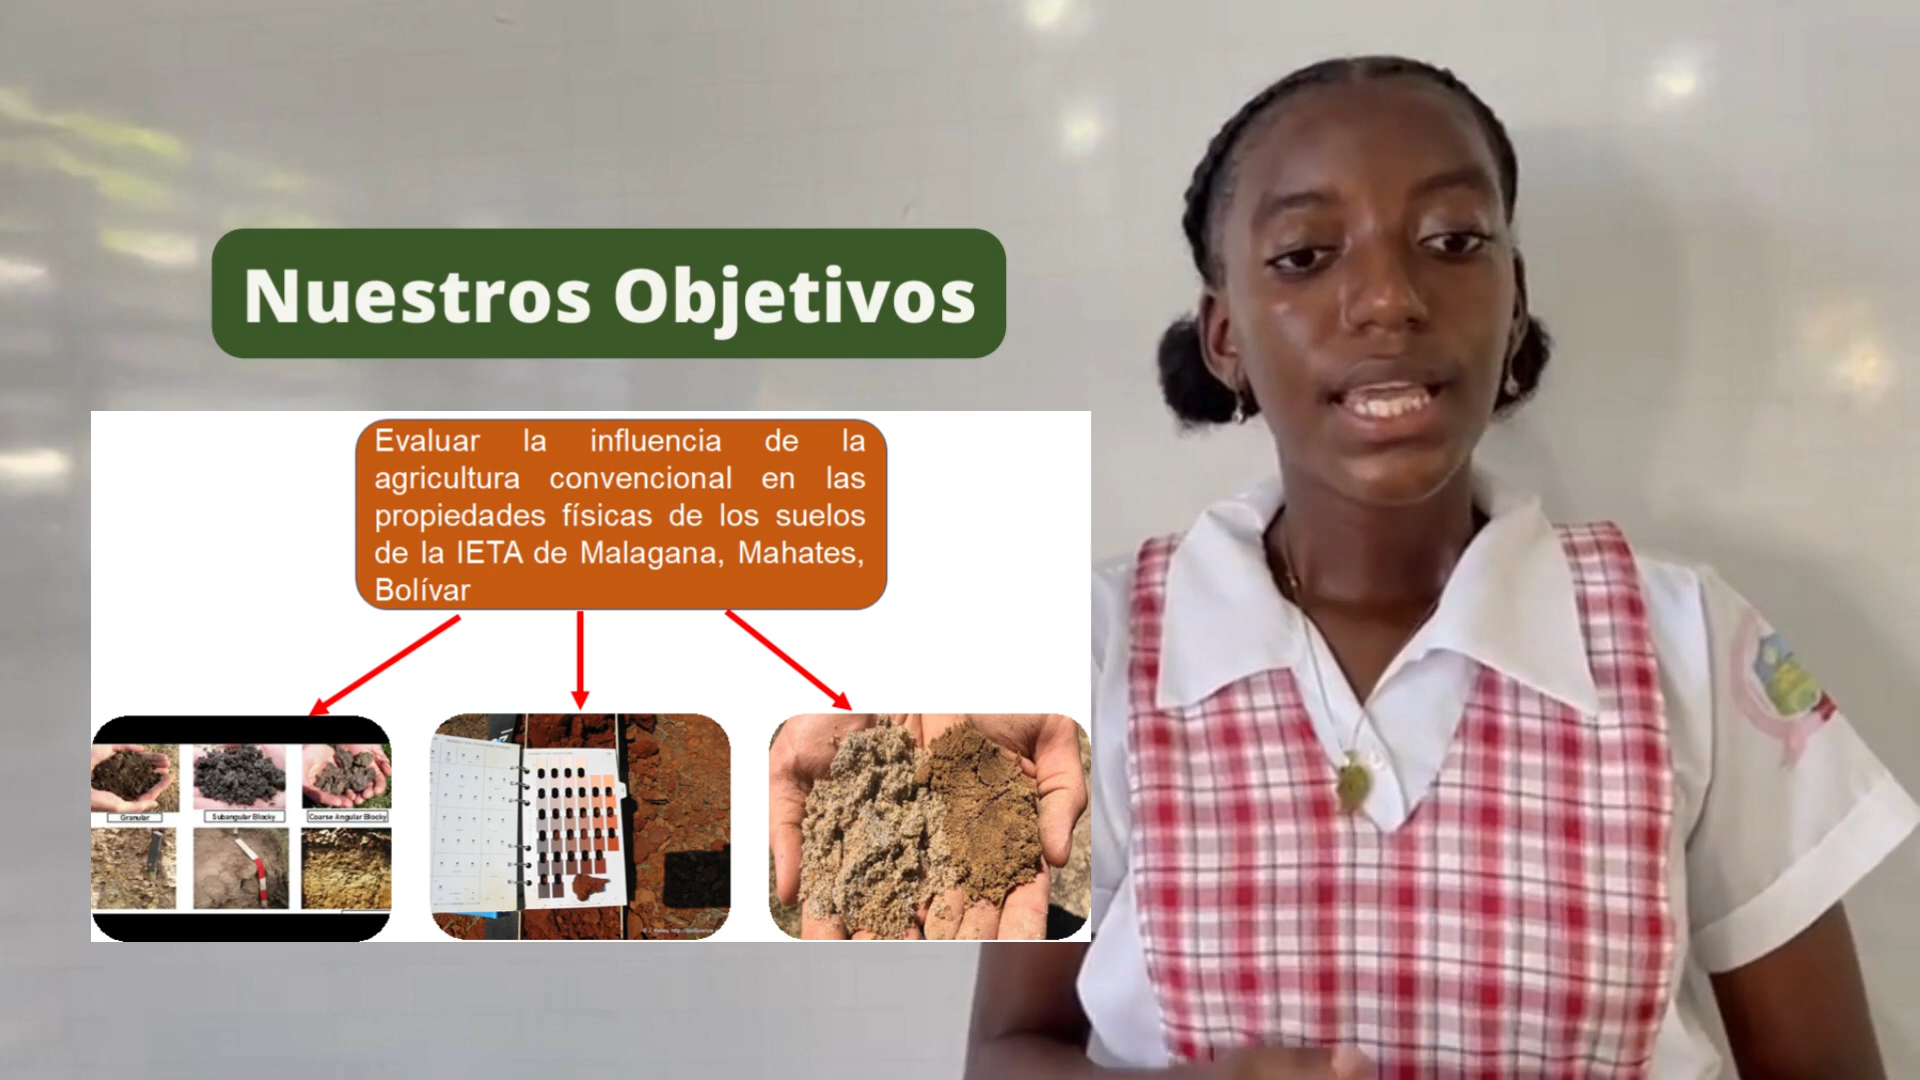 Nuestros Objetivos
Evaluar la influencia de la
agricultura convencional en las
propiedades físicas de los suelos
de la IETA de Malagana, Mahates,
Bolívar
Granular
Subangular Blocky
Coarse Angular Blocky